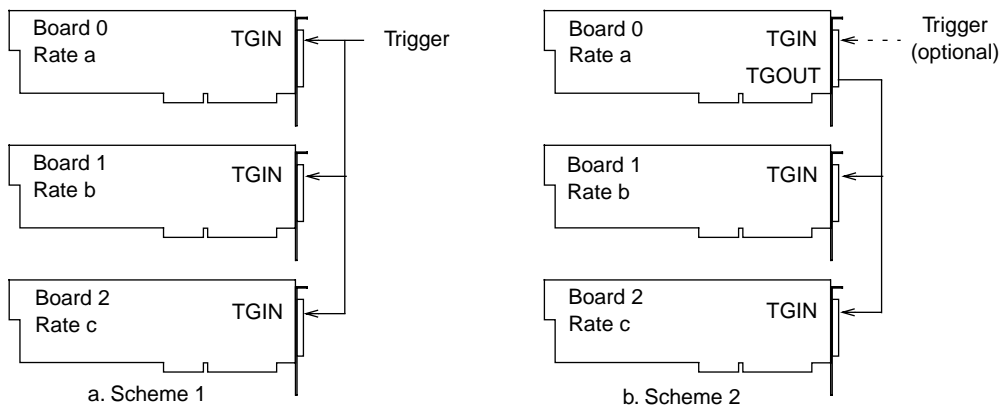 Board 0
Rate a
TGIN
Trigger
Board 1
Rate b
TGIN
Board 2
Rate c
TGIN
a. Scheme 1
Board 0
Rate a
TGIN
TGOUT
Trigger
(optional)
Board 1
Rate b
TGIN
Board 2
Rate c
TGIN
b. Scheme 2